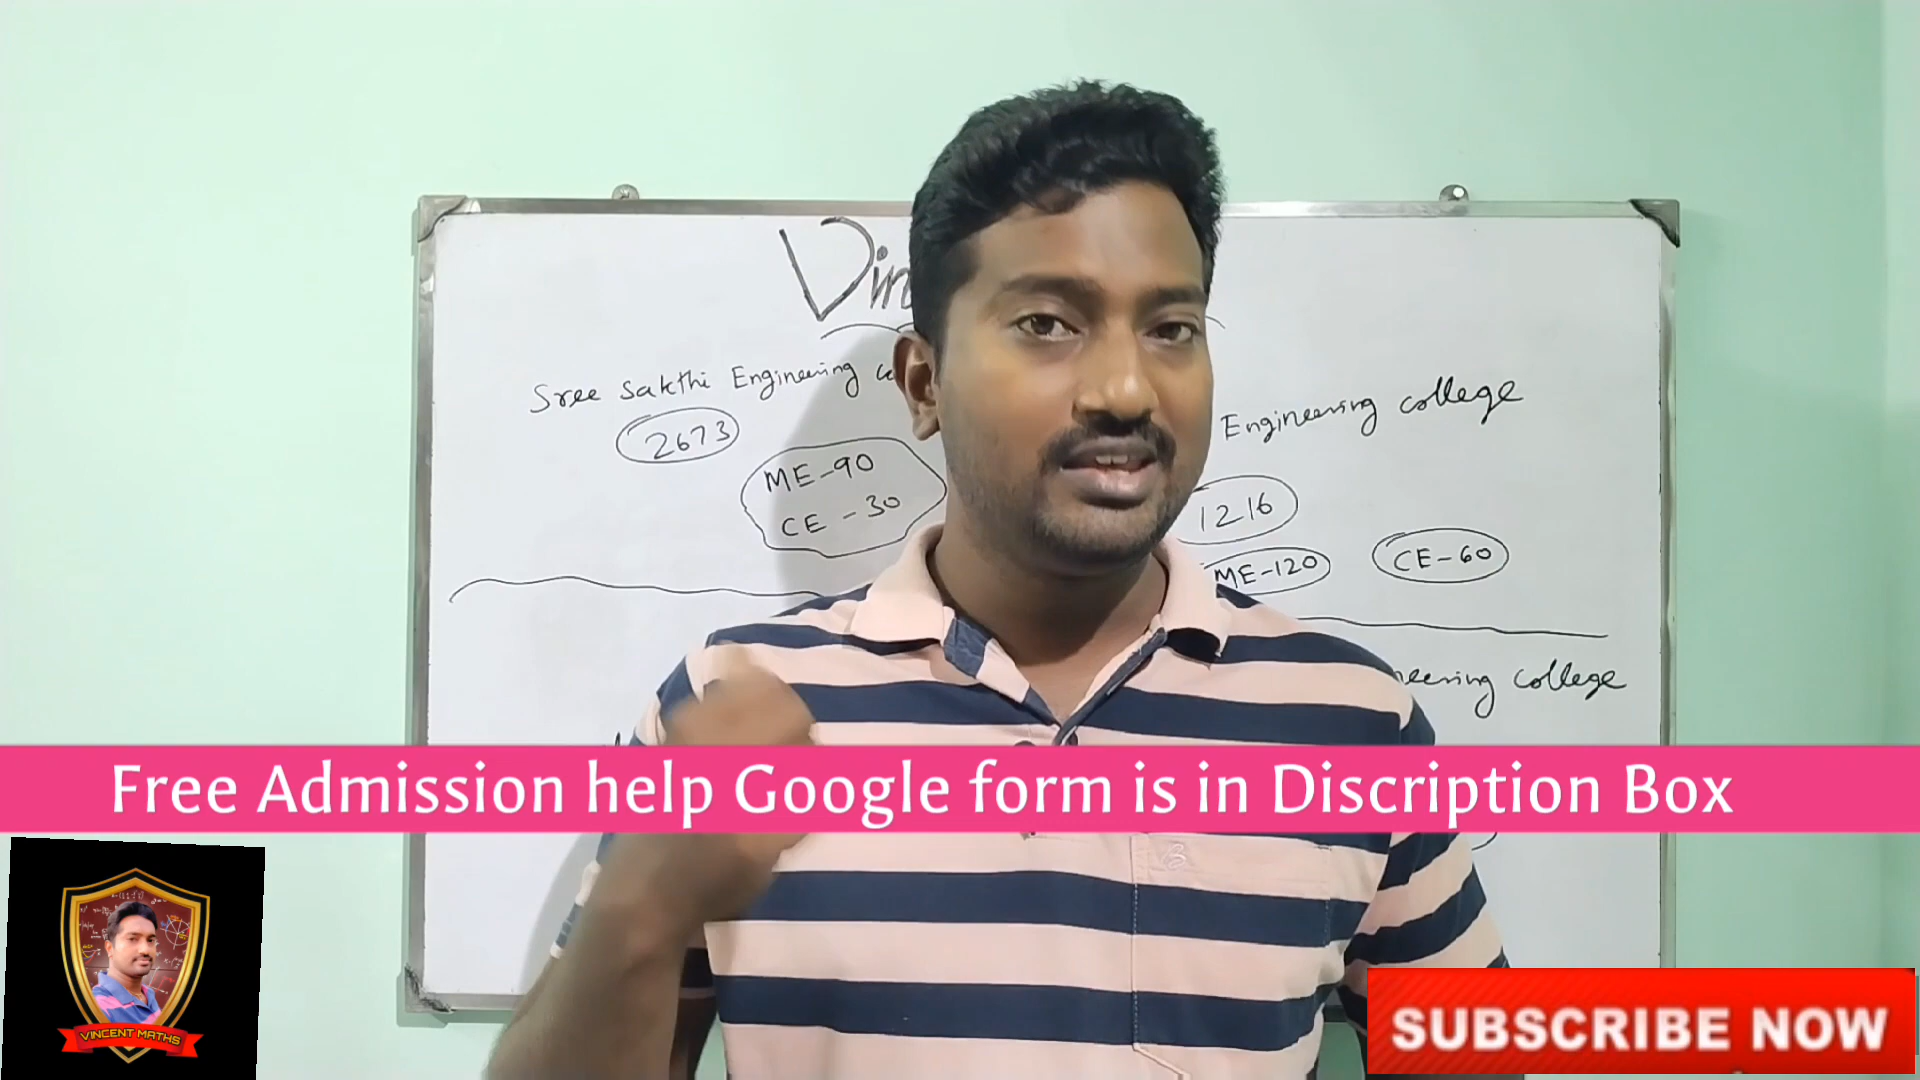 Vin
Sree Sakthi Engineering
2673
ME-90
CE-30
Engineering college
1216
ME-120
CE-60
college
Free Admission help Google form is in Discription Box
VINCENT MATHS
SUBSCRIBE NOW